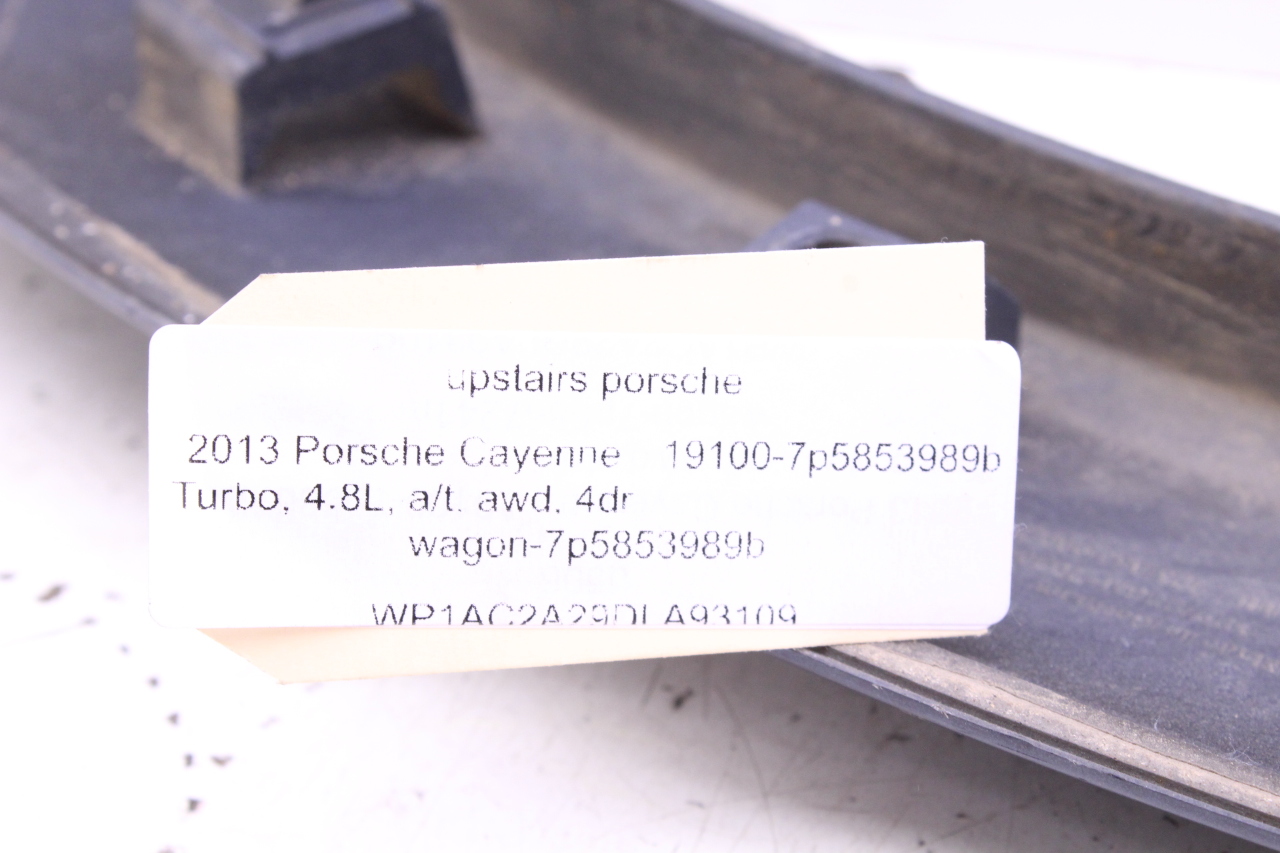 upstairs porsche
2013 Porsche Cayenne 19100-7p5853989b
Turbo, 4.8L, a/t, awd, 4dr
wagon-7p5853989b
WP1AC2A29DLA93109